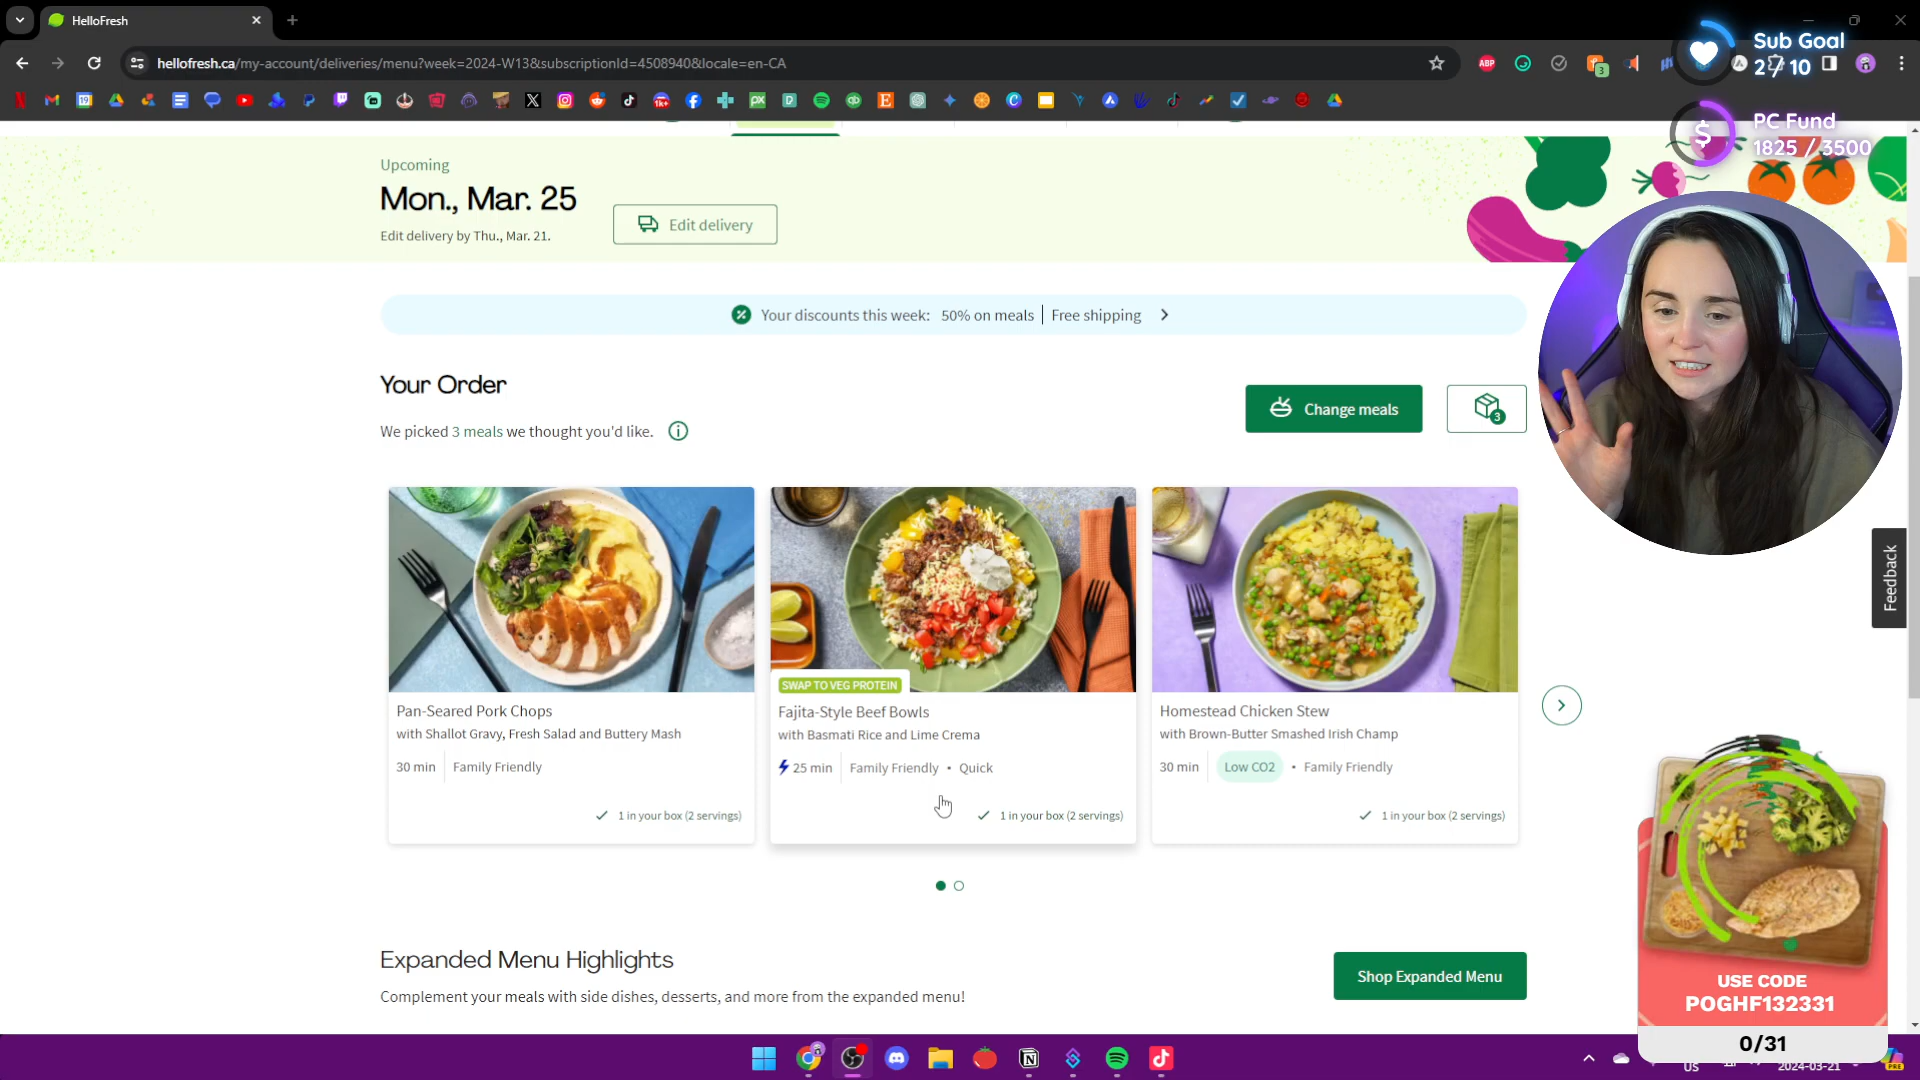 HelloFresh
hellofresh.ca/my-account/deliveries/menu?week=2024-W13&subscriptionId=4508940&locale=en-CA
Sub Goal
2 / 10
PC Fund
1825 / 3500
Upcoming
Mon., Mar. 25
Edit delivery by Thu., Mar. 21.
Edit delivery
Your discounts this week: 50% on meals | Free shipping
Your Order
We picked 3 meals we thought you'd like.
Change meals
3
Feedback
SWAP TO VEG PROTEIN
Pan-Seared Pork Chops
with Shallot Gravy, Fresh Salad and Buttery Mash
30 min
Family Friendly
1 in your box (2 servings)
Fajita-Style Beef Bowls
with Basmati Rice and Lime Crema
25 min
Family Friendly • Quick
1 in your box (2 servings)
Homestead Chicken Stew
with Brown-Butter Smashed Irish Champ
30 min
Low CO2 • Family Friendly
1 in your box (2 servings)
Expanded Menu Highlights
Complement your meals with side dishes, desserts, and more from the expanded menu!
Shop Expanded Menu
USE CODE
POGHF132331
0/31
US
2024-03-21